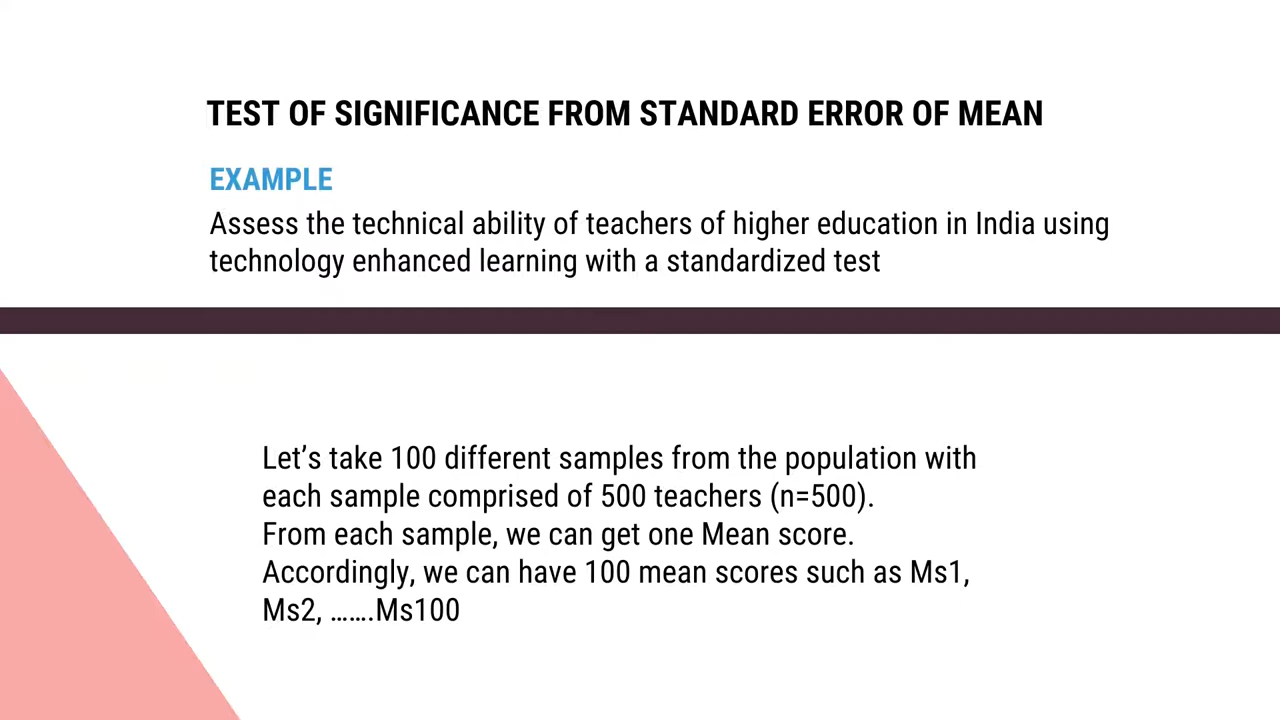 TEST OF SIGNIFICANCE FROM STANDARD ERROR OF MEAN
EXAMPLE
Assess the technical ability of teachers of higher education in India using
technology enhanced learning with a standardized test
Let’s take 100 different samples from the population with
each sample comprised of 500 teachers (n=500).
From each sample, we can get one Mean score.
Accordingly, we can have 100 mean scores such as Ms1,
Ms2, …….Ms100